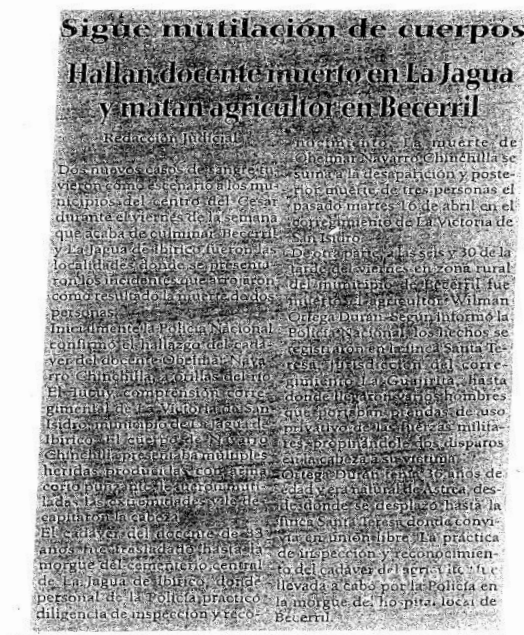 Sigue mutilación de cuerpos
Hallan docente muerto en La Jagua
y matan agricultor en Becerril
Redacción Judicial
Dos nuevos casos de sangre tu-
vieron como escenario a los mu-
nicipios del centro del Cesar
durante el viernes de la semana
que acaba de culminar. Becerril
y La Jagua de Ibirico fueron las
localidades donde se presenta-
ron los incidentes que arrojaron
como resultado la muerte de dos
personas.
Inicialmente la Policía Nacional
confirmó el hallazgo del cadá-
ver del docente Obelmar Nava-
rro Chinchilla, a orillas del río
El Tucuy, comprensión corre-
gimental de La Victoria de San
Isidro, municipio de La Jagua de
Ibirico. El cuerpo de Navarro
Chinchilla presentaba múltiples
heridas producidas con arma
corto punzante, le fueron muti-
ladas las extremidades y le de-
capitaron la cabeza.
El cadáver del docente de 33
años, fue trasladado hasta la
morgue del cementerio central
de La Jagua de Ibirico, donde
personal de la Policía practicó
diligencia de inspección y reco-
nocimiento. La muerte de
Obelmar Navarro Chinchilla se
suma a la desaparición y poste-
rior muerte de tres personas el
pasado martes 16 de abril en el
corregimiento de La Victoria de
San Isidro.
De otra parte, a las seis y 30 de la
tarde del viernes en zona rural
del municipio de Becerril fue
muerto el agricultor Wilman
Ortega Durán. Según informó la
Policía Nacional, los hechos se
registraron en la finca Santa Te-
resa, jurisdicción del corre-
gimiento La Guajirita, hasta
donde llegaron varios hombres
que portaban prendas de uso
privativo de las fuerzas milita-
res propinándole dos disparos
en la cabeza a su víctima.
Ortega Durán tenía años de
edad y era natural de Astrea, des-
de donde se desplazó hasta la
finca Santa Teresa donde convi-
vía en unión libre. La práctica
de inspección y reconocimien-
to del cadáver del agricultor fue
llevada a cabo por la Policía en
la morgue del hospital local de
Becerril.